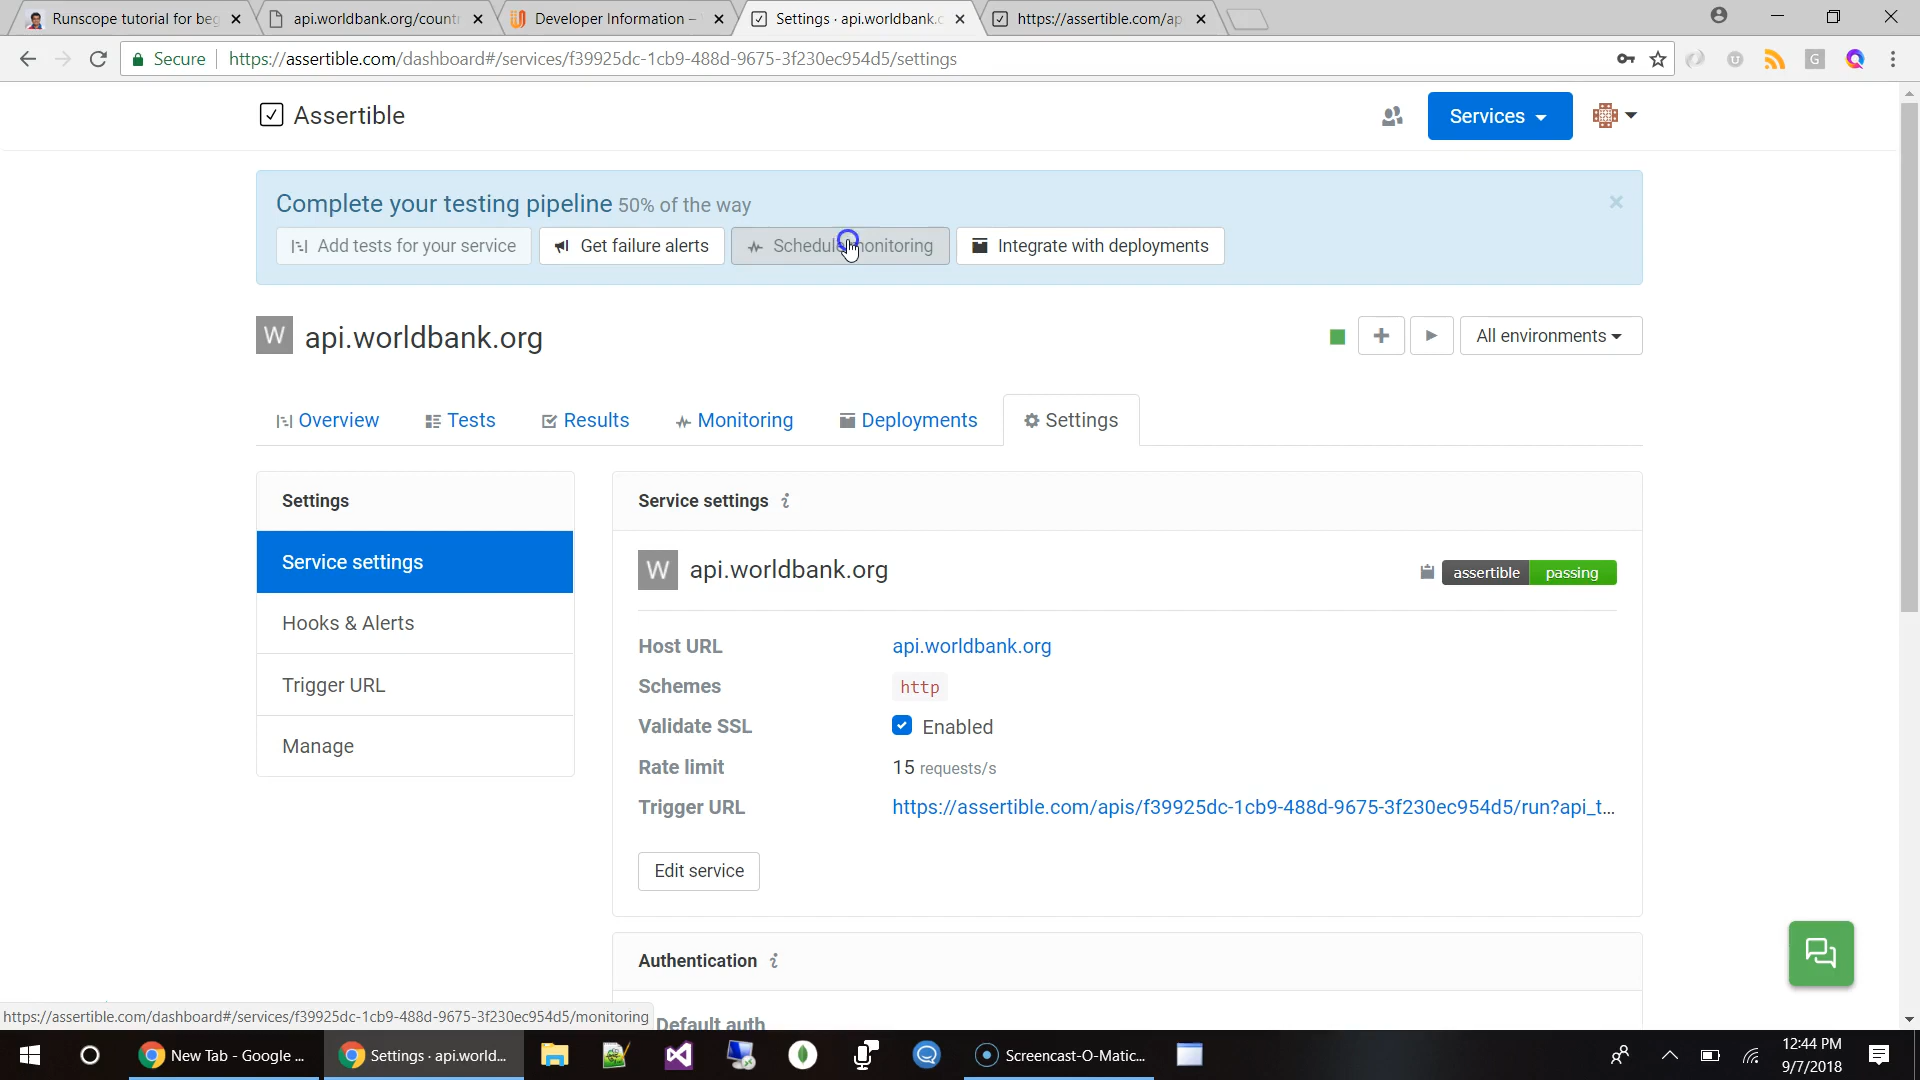 Runscope tutorial for beg
api.worldbank.org/count
Developer Information –
Settings · api.worldbank.o
https://assertible.com/ap
Secure
https://assertible.com/dashboard#/services/f39925dc-1cb9-488d-9675-3f230ec954d5/settings
G
Assertible
Services
Complete your testing pipeline 50% of the way
Add tests for your service
Get failure alerts
Schedule monitoring
Integrate with deployments
W api.worldbank.org
All environments
Overview
Tests
Results
Monitoring
Deployments
Settings
Settings
Service settings
Hooks & Alerts
Trigger URL
Manage
Service settings i
W api.worldbank.org
assertible passing
Host URL api.worldbank.org
Schemes http
Validate SSL Enabled
Rate limit 15 requests/s
Trigger URL https://assertible.com/apis/f39925dc-1cb9-488d-9675-3f230ec954d5/run?api_t...
Edit service
Authentication i
Default auth
https://assertible.com/dashboard#/services/f39925dc-1cb9-488d-9675-3f230ec954d5/monitoring
New Tab - Google ...
Settings · api.world...
Screencast-O-Matic...
12:44 PM
9/7/2018